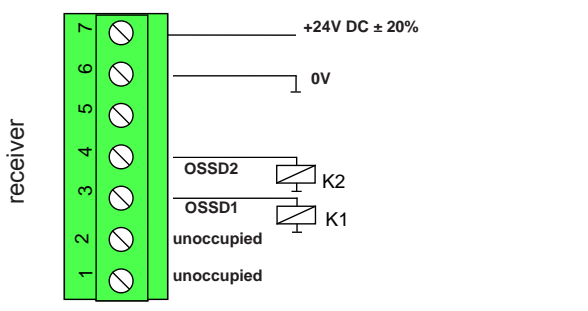 receiver
7
+24V DC ± 20%
6
0V
5
4
OSSD2
K2
3
OSSD1
K1
2
unoccupied
1
unoccupied